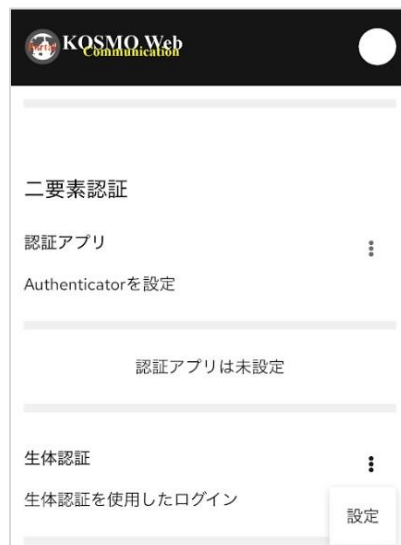 Portal
KOSMO Web
Communication
二要素認証
認証アプリ
Authenticatorを設定
認証アプリは未設定
生体認証
生体認証を使用したログイン
設定